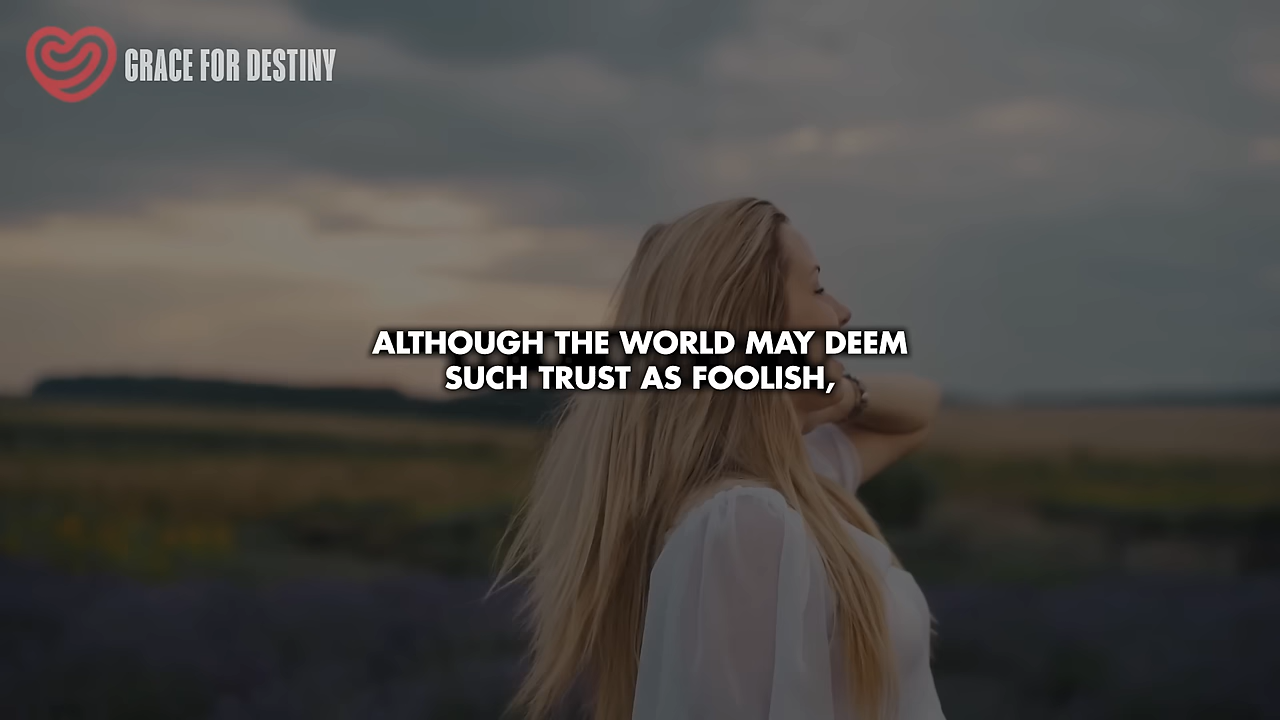 GRACE FOR DESTINY
ALTHOUGH THE WORLD MAY DEEM
SUCH TRUST AS FOOLISH,